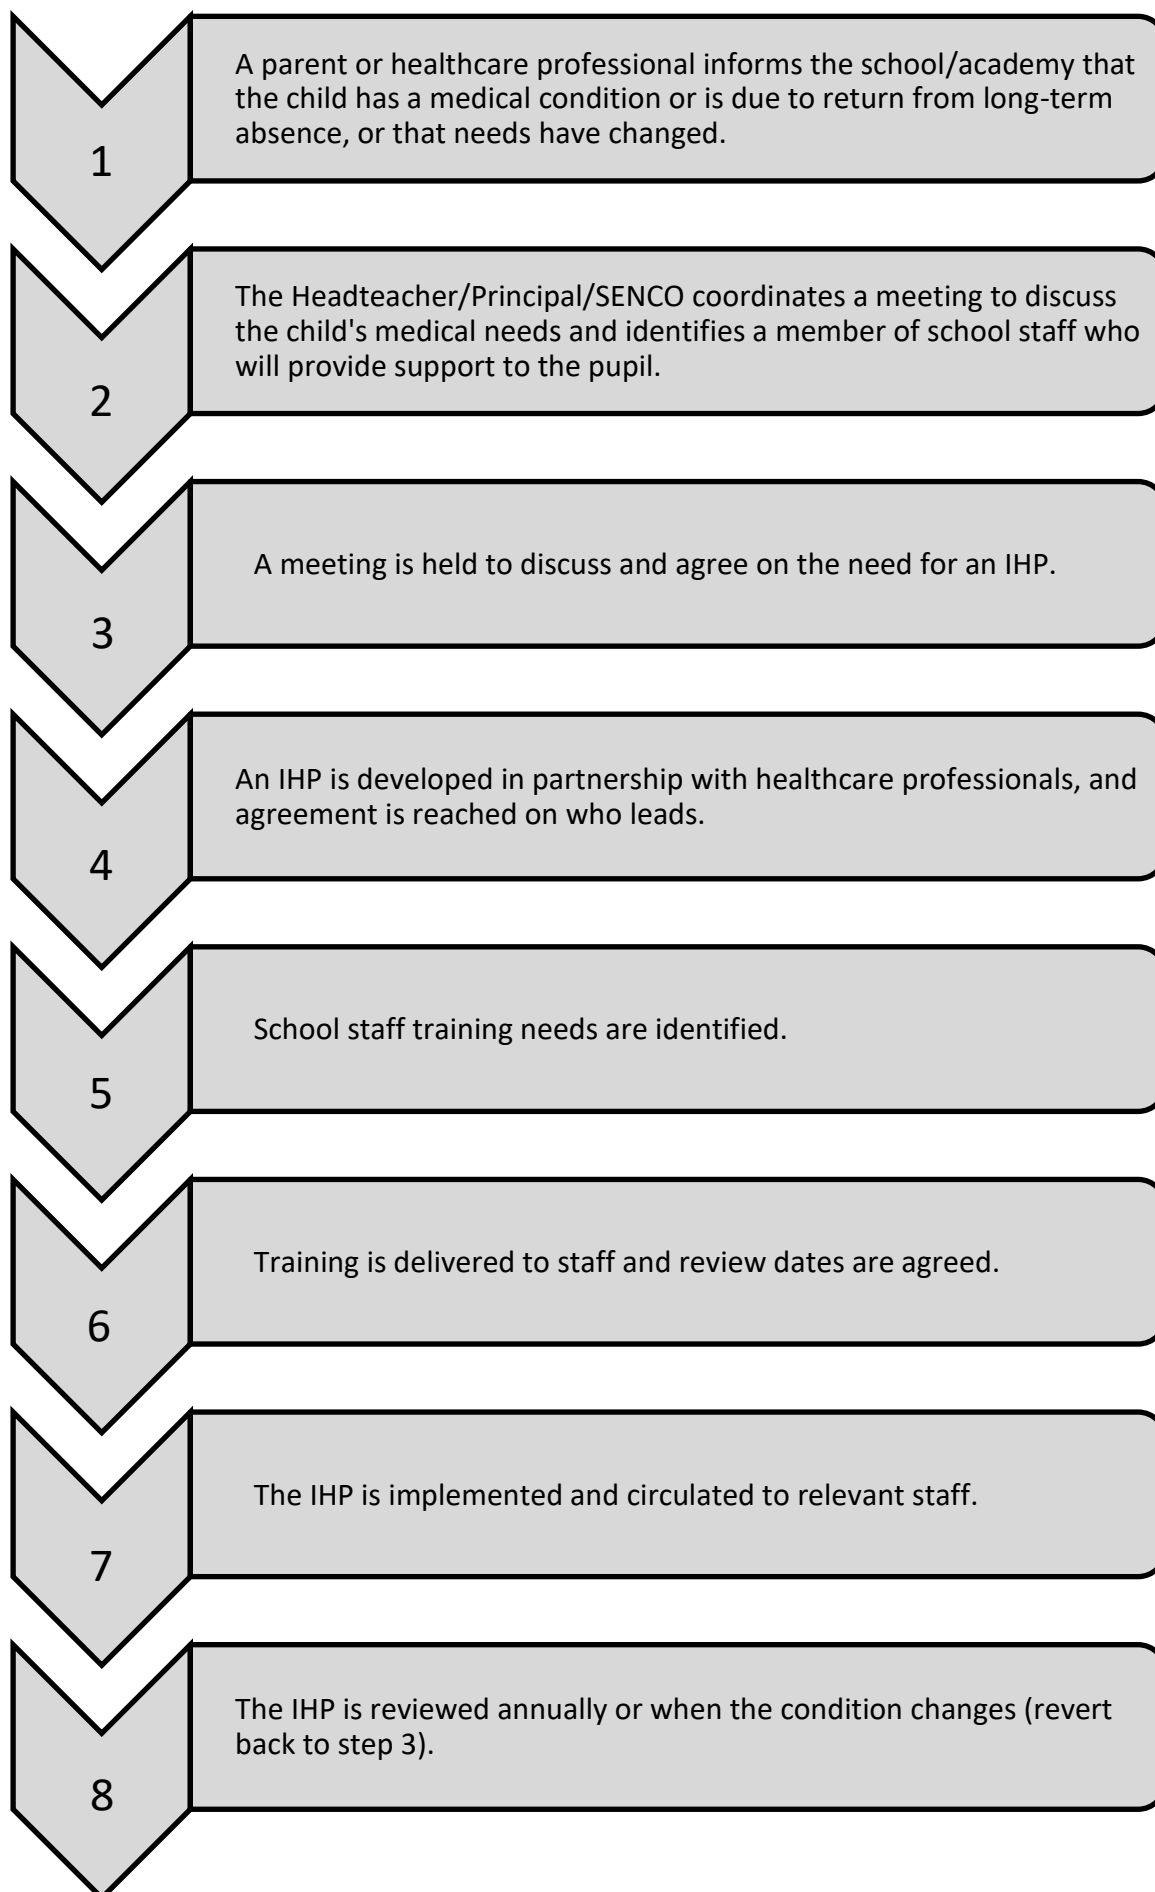 1
A parent or healthcare professional informs the school/academy that
the child has a medical condition or is due to return from long-term
absence, or that needs have changed.
2
The Headteacher/Principal/SENCO coordinates a meeting to discuss
the child's medical needs and identifies a member of school staff who
will provide support to the pupil.
3
A meeting is held to discuss and agree on the need for an IHP.
4
An IHP is developed in partnership with healthcare professionals, and
agreement is reached on who leads.
5
School staff training needs are identified.
6
Training is delivered to staff and review dates are agreed.
7
The IHP is implemented and circulated to relevant staff.
8
The IHP is reviewed annually or when the condition changes (revert
back to step 3).